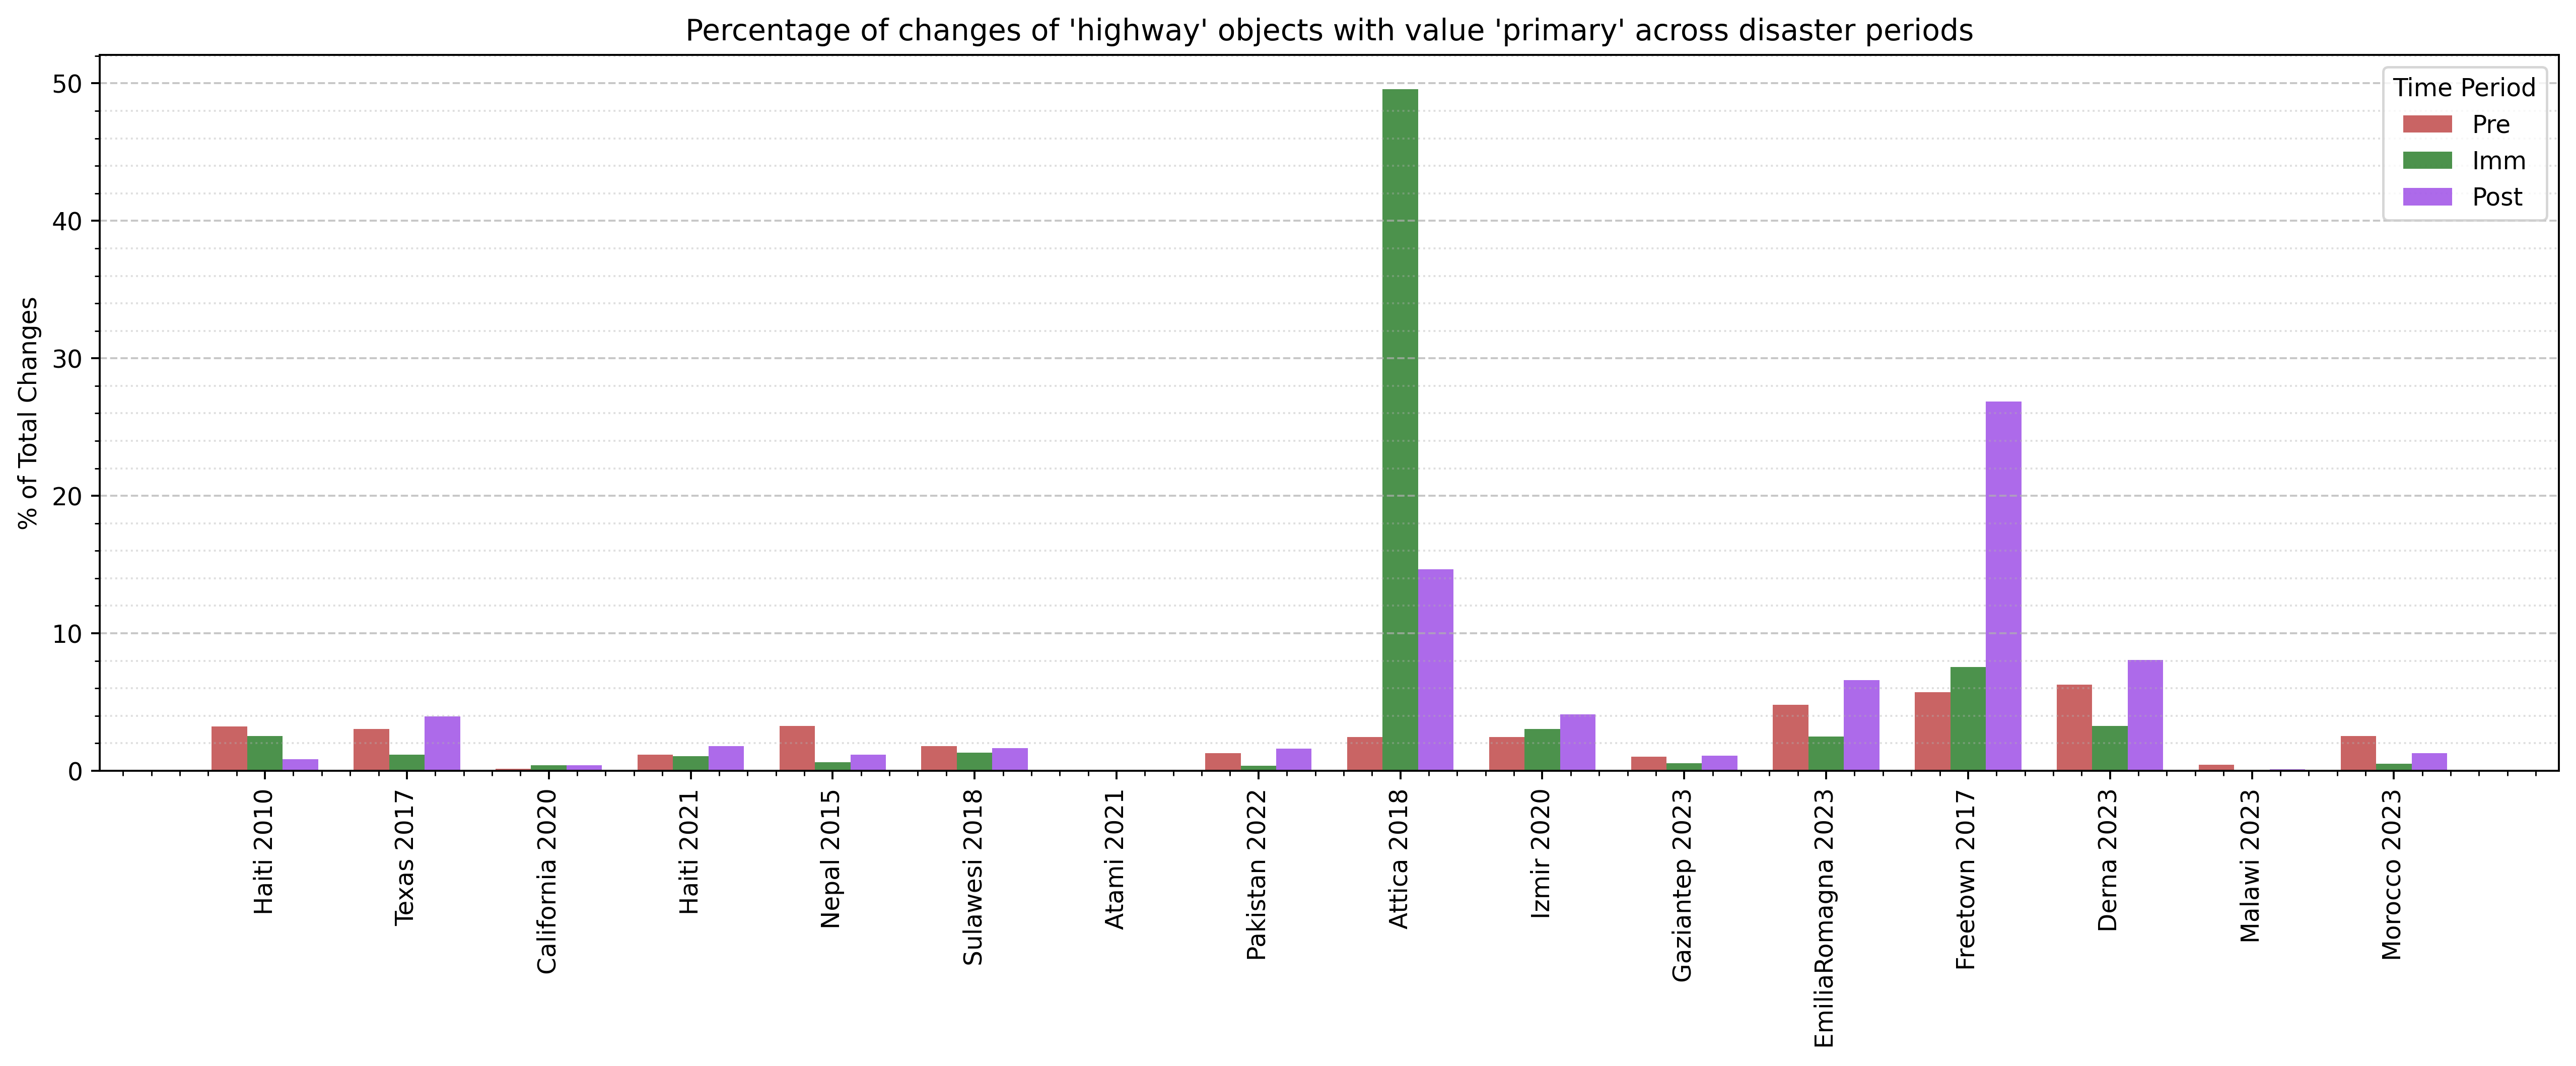 Percentage of changes of 'highway' objects with value 'primary' across disaster periods
% of Total Changes
50
40
30
20
10
0
Time Period
Pre
Imm
Post
Haiti 2010
Texas 2017
California 2020
Haiti 2021
Nepal 2015
Sulawesi 2018
Atami 2021
Pakistan 2022
Attica 2018
Izmir 2020
Gaziantep 2023
EmiliaRomagna 2023
Freetown 2017
Derna 2023
Malawi 2023
Morocco 2023